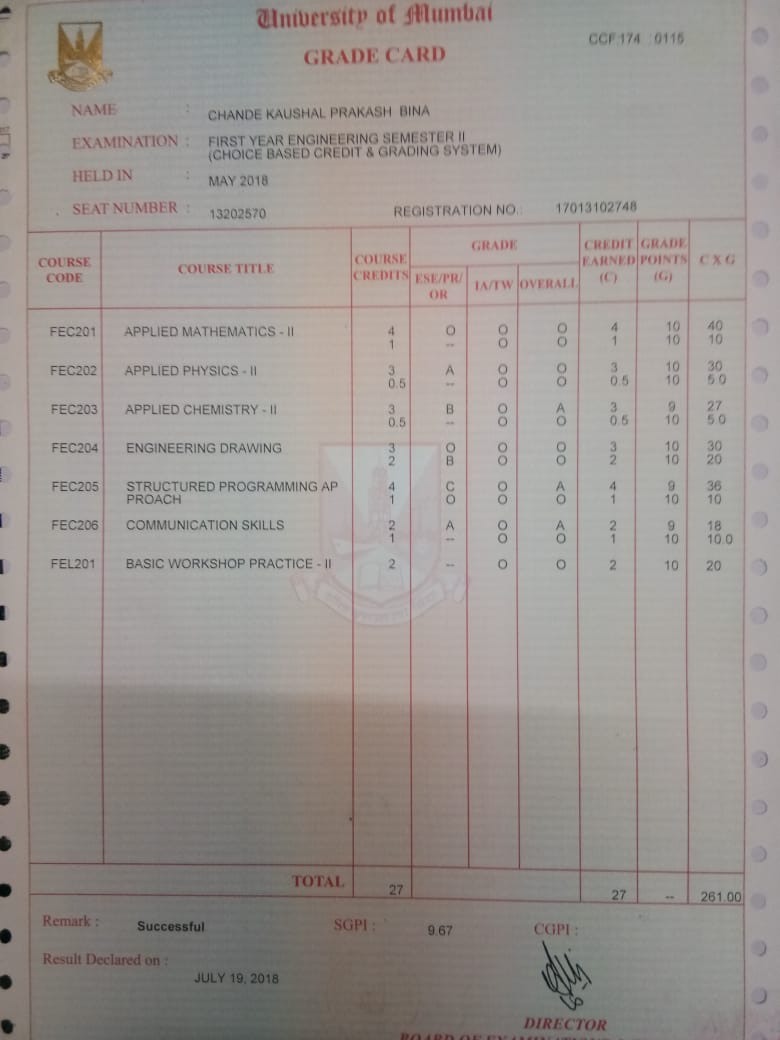 University of Mumbai
CCF:174 : 0115
GRADE CARD
NAME : CHANDE KAUSHAL PRAKASH BINA
EXAMINATION : FIRST YEAR ENGINEERING SEMESTER II
(CHOICE BASED CREDIT & GRADING SYSTEM)
HELD IN : MAY 2018
SEAT NUMBER : 13202570 REGISTRATION NO.: 17013102748
COURSE CODE COURSE TITLE COURSE CREDITS GRADE CREDIT EARNED (C) GRADE POINTS (G) C X G
ESE/PR/OR IA/TW OVERALL
FEC201 APPLIED MATHEMATICS - II 4 O O O 4 10 40
1 -- O O 1 10 10
FEC202 APPLIED PHYSICS - II 3 A O O 3 10 30
0.5 -- O O 0.5 10 5.0
FEC203 APPLIED CHEMISTRY - II 3 B O A 3 9 27
0.5 -- O O 0.5 10 5.0
FEC204 ENGINEERING DRAWING 3 O O O 3 10 30
2 B O O 2 10 20
FEC205 STRUCTURED PROGRAMMING AP 4 C O A 4 9 36
PROACH 1 O O O 1 10 10
FEC206 COMMUNICATION SKILLS 2 A O A 2 9 18
1 -- O O 1 10 10.0
FEL201 BASIC WORKSHOP PRACTICE - II 2 -- O O 2 10 20
TOTAL 27 27 -- 261.00
Remark : Successful SGPI : 9.67 CGPI :
Result Declared on :
JULY 19, 2018
DIRECTOR
BOARD OF